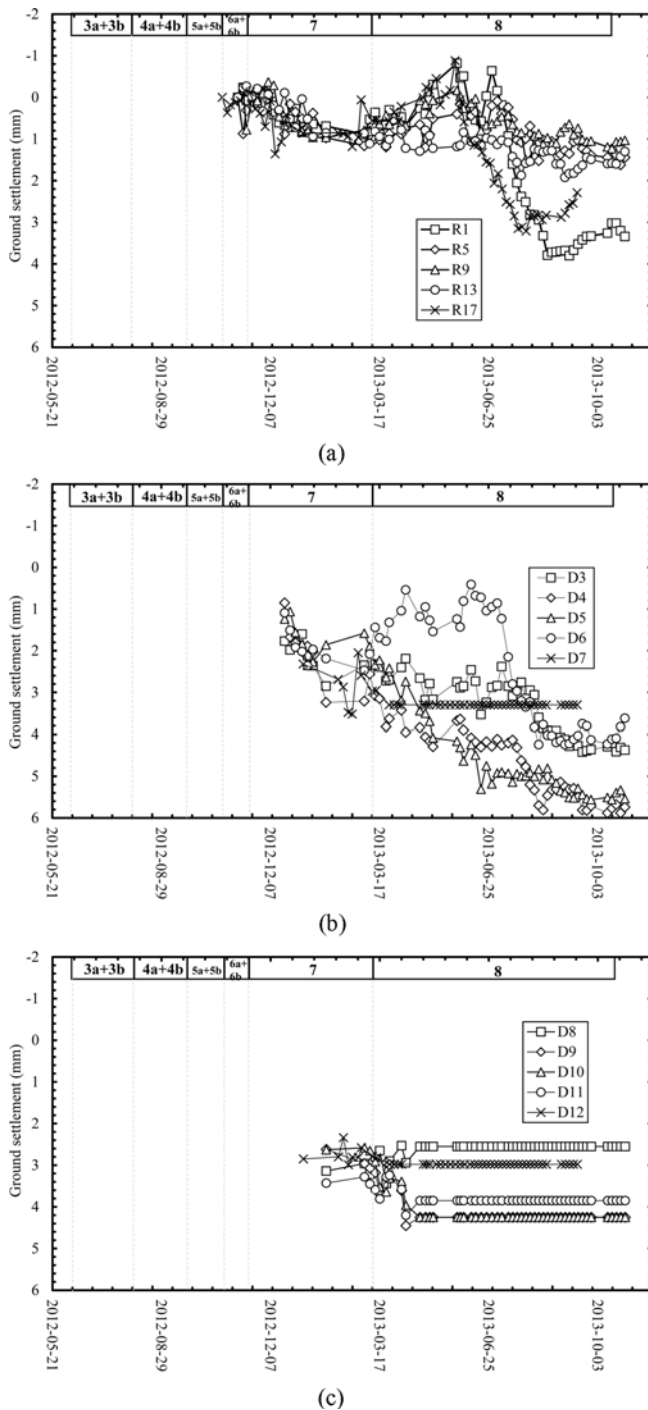 3a+3b 4a+4b 5a+5b 6a+ 6b 7 8
-2
-1
0
1
2
3
4
5
6
Ground settlement (mm)
R1
R5
R9
R13
R17
2012-05-21
2012-08-29
2012-12-07
2013-03-17
2013-06-25
2013-10-03
(a)
3a+3b 4a+4b 5a+5b 6a+ 6b 7 8
-2
-1
0
1
2
3
4
5
6
Ground settlement (mm)
D3
D4
D5
D6
D7
2012-05-21
2012-08-29
2012-12-07
2013-03-17
2013-06-25
2013-10-03
(b)
3a+3b 4a+4b 5a+5b 6a+ 6b 7 8
-2
-1
0
1
2
3
4
5
6
Ground settlement (mm)
D8
D9
D10
D11
D12
2012-05-21
2012-08-29
2012-12-07
2013-03-17
2013-06-25
2013-10-03
(c)